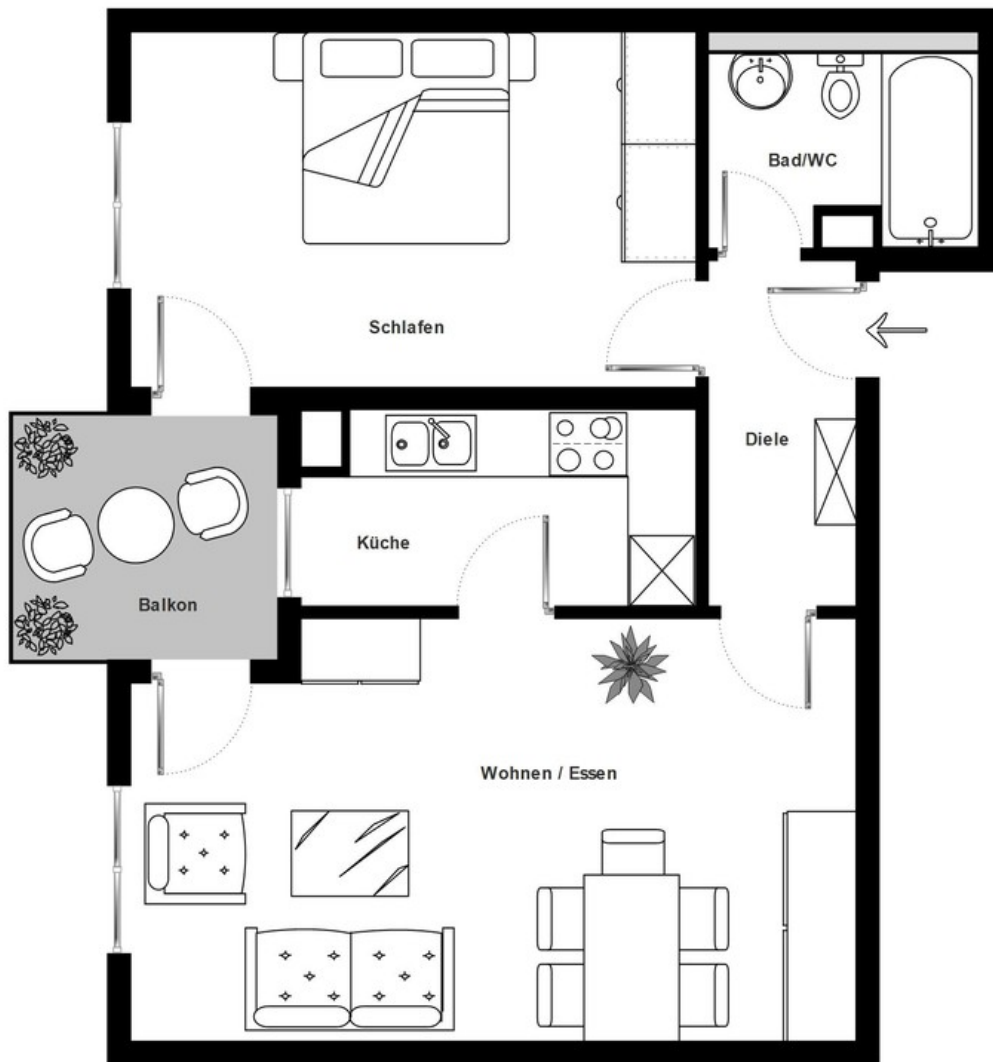 Bad/WC
Schlafen
Diele
Küche
Balkon
Wohnen / Essen